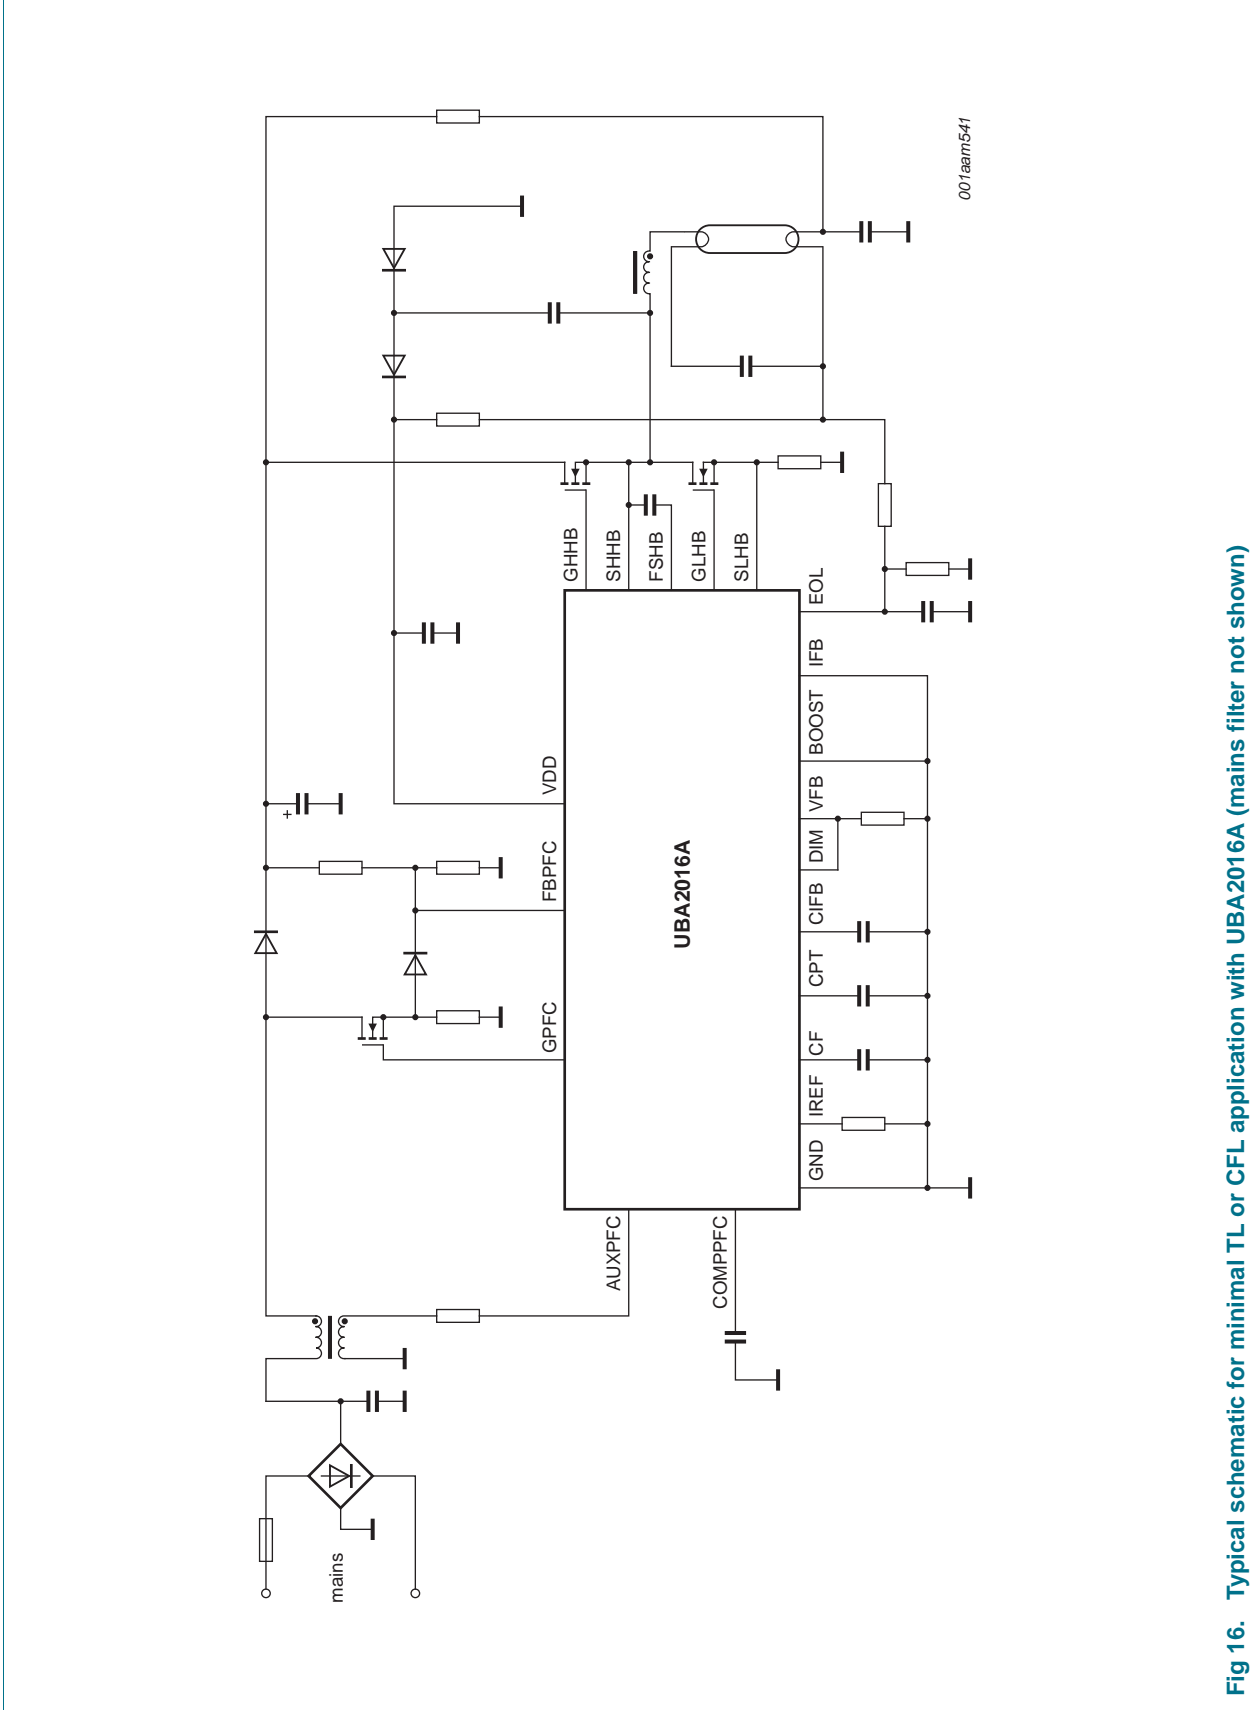 mains
+
AUXPFC
COMPPFC
GPFC
FBPFC
VDD
UBA2016A
GHHB
SHHB
FSHB
GLHB
SLHB
GND
IREF
CF
CPT
CIFB
DIM
VFB
BOOST
IFB
EOL
001aam541
Fig 16. Typical schematic for minimal TL or CFL application with UBA2016A (mains filter not shown)